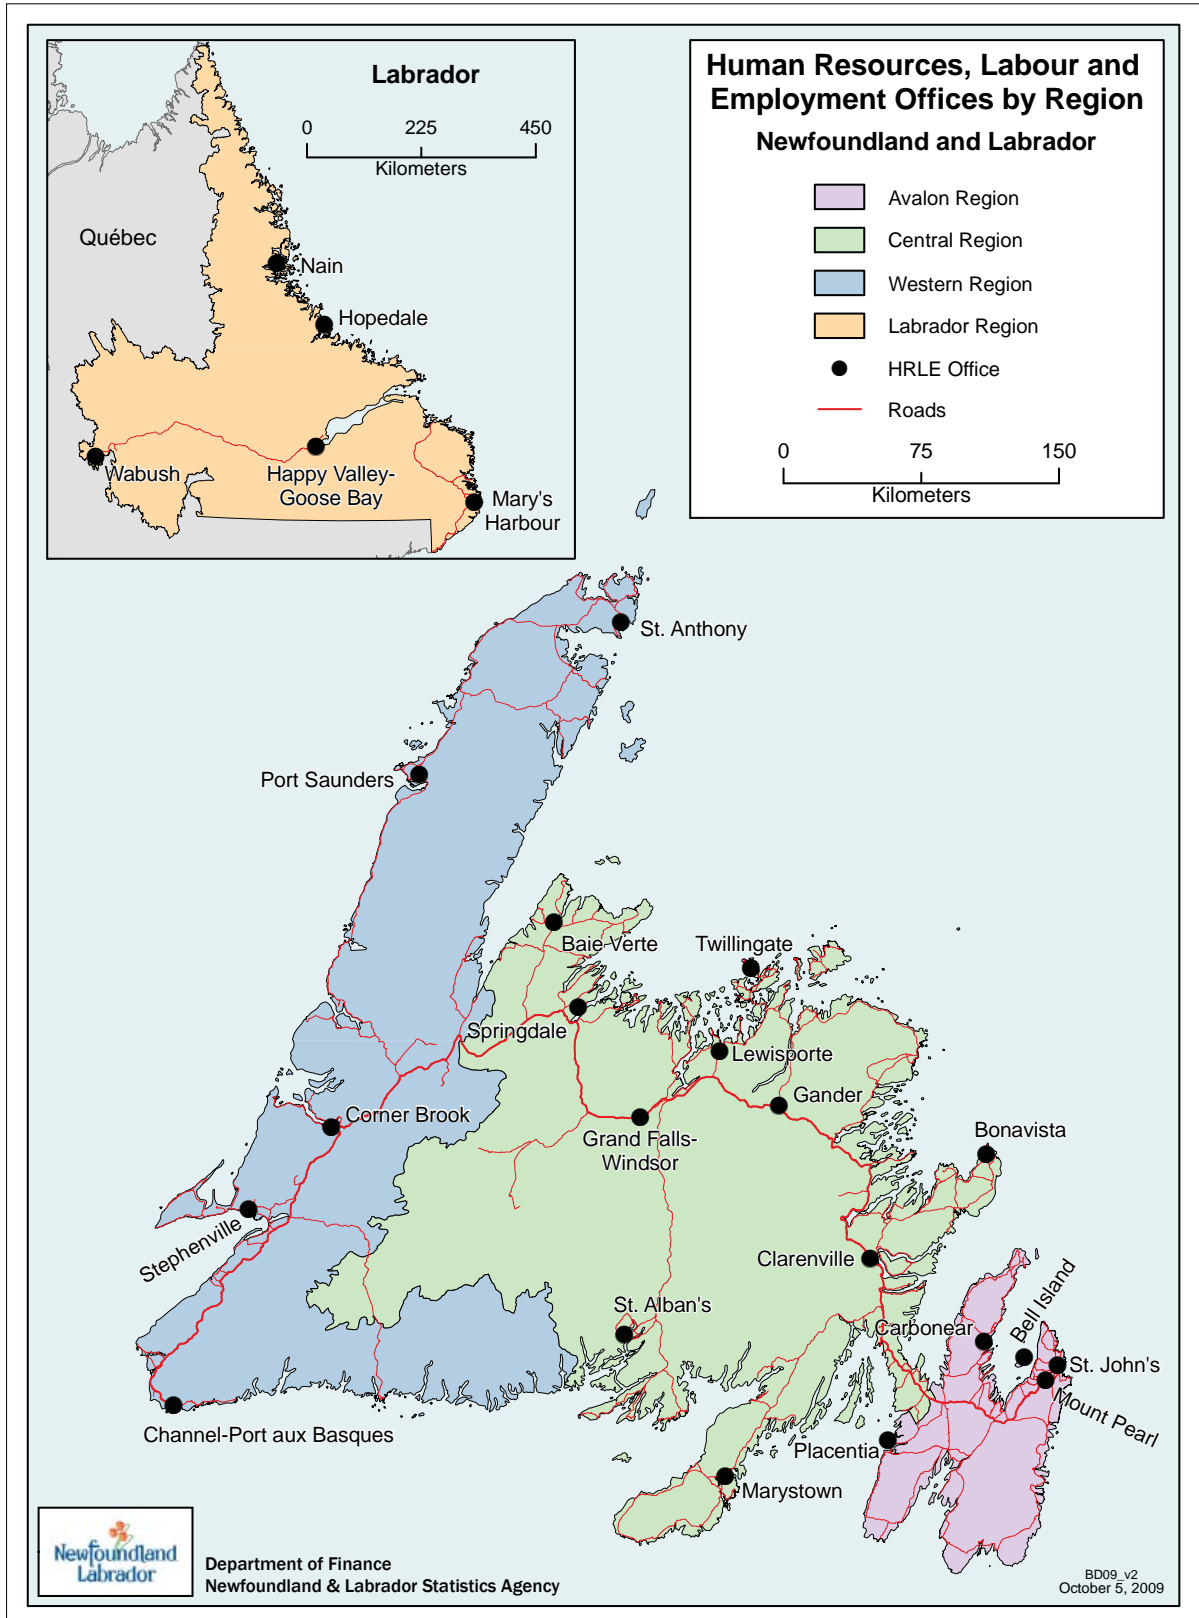 Labrador
0 225 450
Kilometers
Québec
Nain
Hopedale
Wabush
Happy Valley-
Goose Bay
Mary's
Harbour
Human Resources, Labour and
Employment Offices by Region
Newfoundland and Labrador
Avalon Region
Central Region
Western Region
Labrador Region
HRLE Office
Roads
0 75 150
Kilometers
St. Anthony
Port Saunders
Baie Verte
Twillingate
Springdale
Lewisporte
Gander
Corner Brook
Grand Falls-
Windsor
Bonavista
Stephenville
Clarenville
St. Alban's
Carbonear
Bell Island
St. John's
Mount Pearl
Channel-Port aux Basques
Placentia
Marystown
Newfoundland
Labrador
Department of Finance
Newfoundland & Labrador Statistics Agency
BD09_v2
October 5, 2009